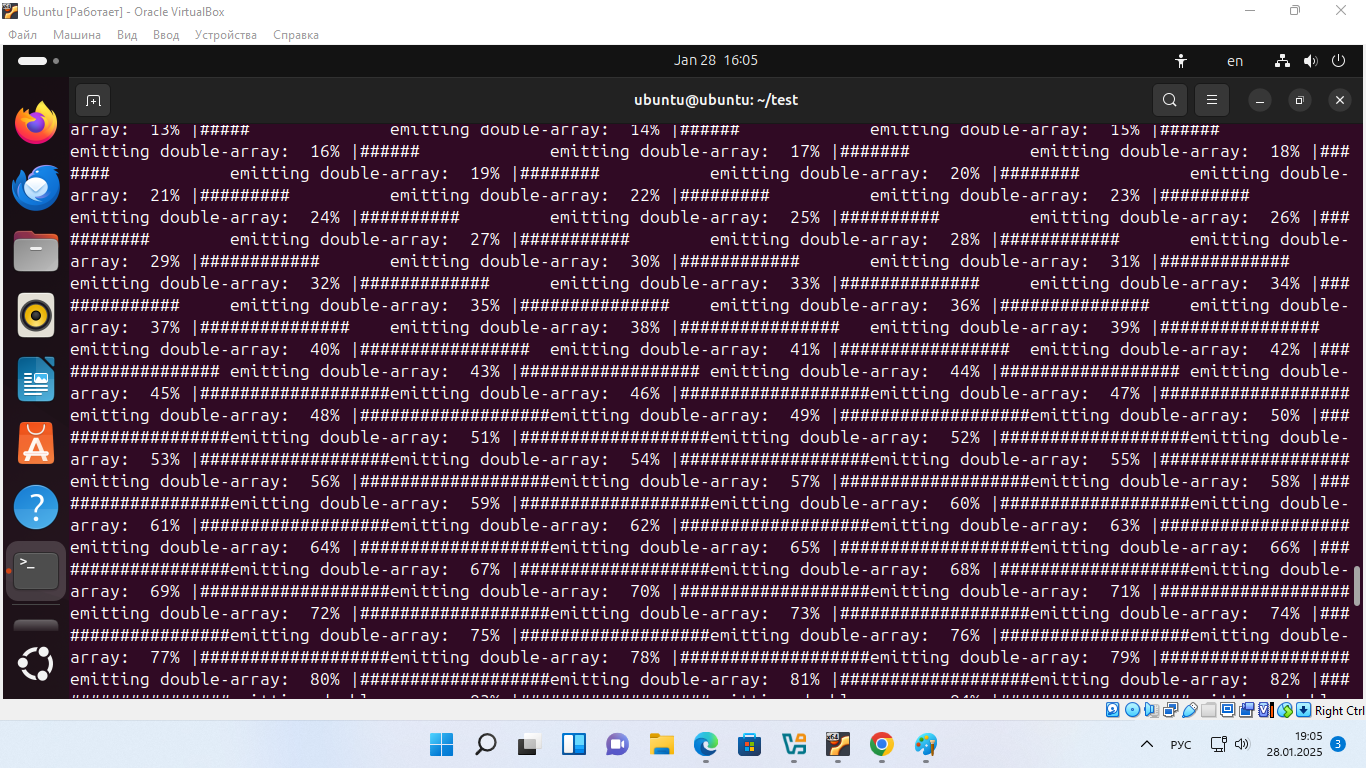 Ubuntu [Работает] - Oracle VirtualBox
Файл Машина Вид Ввод Устройства Справка
Jan 28 16:05
en
ubuntu@ubuntu: ~/test
array: 13% |##### emitting double-array: 14% |###### emitting double-array: 15% |######
emitting double-array: 16% |###### emitting double-array: 17% |####### emitting double-array: 18% |###
#### emitting double-array: 19% |######## emitting double-array: 20% |######## emitting double-
array: 21% |######### emitting double-array: 22% |######### emitting double-array: 23% |#########
emitting double-array: 24% |########## emitting double-array: 25% |########## emitting double-array: 26% |###
######## emitting double-array: 27% |########### emitting double-array: 28% |############ emitting double-
array: 29% |############ emitting double-array: 30% |############ emitting double-array: 31% |#############
emitting double-array: 32% |############# emitting double-array: 33% |############## emitting double-array: 34% |###
########### emitting double-array: 35% |############### emitting double-array: 36% |############### emitting double-
array: 37% |############### emitting double-array: 38% |################ emitting double-array: 39% |################
emitting double-array: 40% |################# emitting double-array: 41% |################# emitting double-array: 42% |###
############### emitting double-array: 43% |################## emitting double-array: 44% |################## emitting double-
array: 45% |###################emitting double-array: 46% |###################emitting double-array: 47% |###################
emitting double-array: 48% |###################emitting double-array: 49% |###################emitting double-array: 50% |###
################emitting double-array: 51% |###################emitting double-array: 52% |###################emitting double-
array: 53% |###################emitting double-array: 54% |###################emitting double-array: 55% |###################
emitting double-array: 56% |###################emitting double-array: 57% |###################emitting double-array: 58% |###
################emitting double-array: 59% |###################emitting double-array: 60% |###################emitting double-
array: 61% |###################emitting double-array: 62% |###################emitting double-array: 63% |###################
emitting double-array: 64% |###################emitting double-array: 65% |###################emitting double-array: 66% |###
################emitting double-array: 67% |###################emitting double-array: 68% |###################emitting double-
array: 69% |###################emitting double-array: 70% |###################emitting double-array: 71% |###################
emitting double-array: 72% |###################emitting double-array: 73% |###################emitting double-array: 74% |###
################emitting double-array: 75% |###################emitting double-array: 76% |###################emitting double-
array: 77% |###################emitting double-array: 78% |###################emitting double-array: 79% |###################
emitting double-array: 80% |###################emitting double-array: 81% |###################emitting double-array: 82% |###
Right Ctrl
РУС
19:05
28.01.2025
3